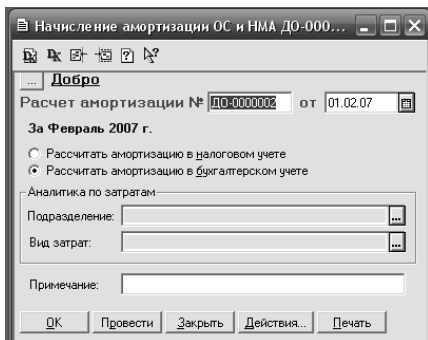 Начисление амортизации ОС и НМА ДО-000...
... Добро
Расчет амортизации № ДО-0000002 от 01.02.07
За Февраль 2007 г.
Рассчитать амортизацию в налоговом учете
Рассчитать амортизацию в бухгалтерском учете
Аналитика по затратам
Подразделение: ...
Вид затрат: ...
Примечание:
OK Провести Закрыть Действия... Печать